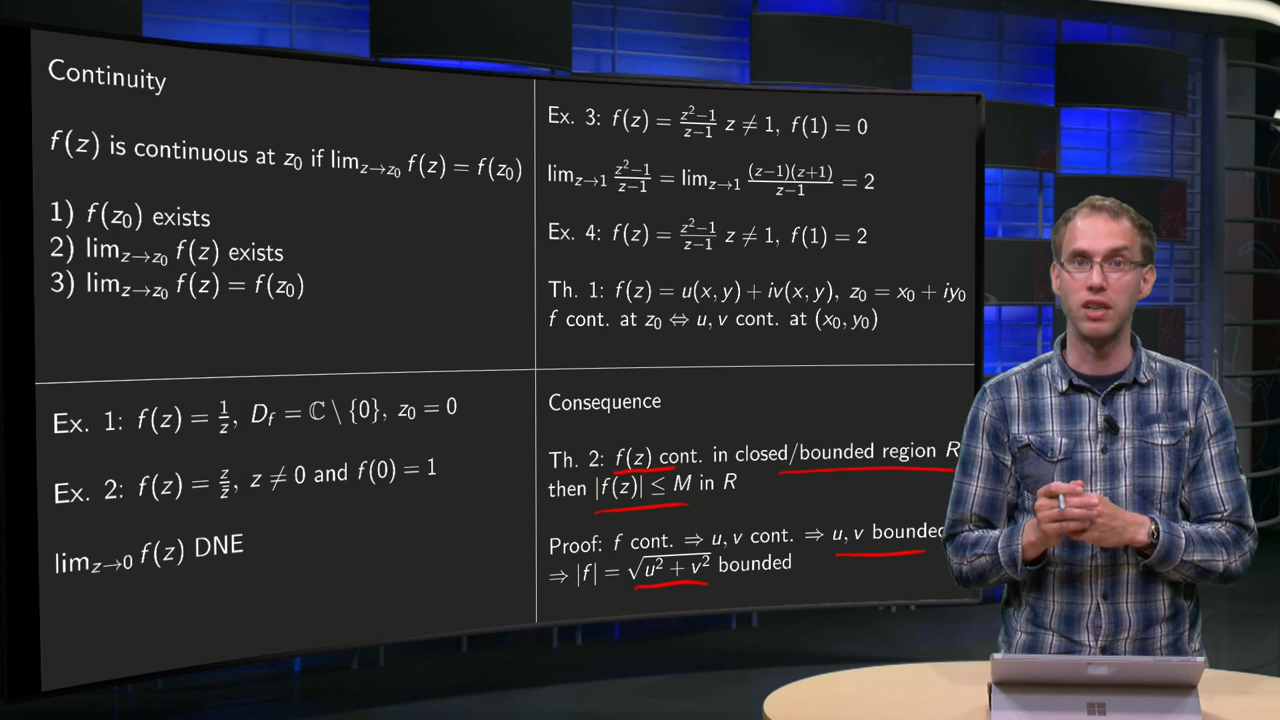 Continuity
f(z) is continuous at z₀ if lim_{z→z₀} f(z) = f(z₀)
1) f(z₀) exists
2) lim_{z→z₀} f(z) exists
3) lim_{z→z₀} f(z) = f(z₀)
Ex. 1: f(z) = 1/z, D_f = ℂ \ {0}, z₀ = 0
Ex. 2: f(z) = z/z̄, z ≠ 0 and f(0) = 1
lim_{z→0} f(z) DNE
Ex. 3: f(z) = (z²−1)/(z−1) z ≠ 1, f(1) = 0
lim_{z→1} (z²−1)/(z−1) = lim_{z→1} (z−1)(z+1)/(z−1) = 2
Ex. 4: f(z) = (z²−1)/(z−1) z ≠ 1, f(1) = 2
Th. 1: f(z) = u(x, y) + iv(x, y), z₀ = x₀ + iy₀
f cont. at z₀ ⇔ u, v cont. at (x₀, y₀)
Consequence
Th. 2: f(z) cont. in closed/bounded region R
then |f(z)| ≤ M in R
Proof: f cont. ⇒ u, v cont. ⇒ u, v bounded
⇒ |f| = √(u² + v²) bounded